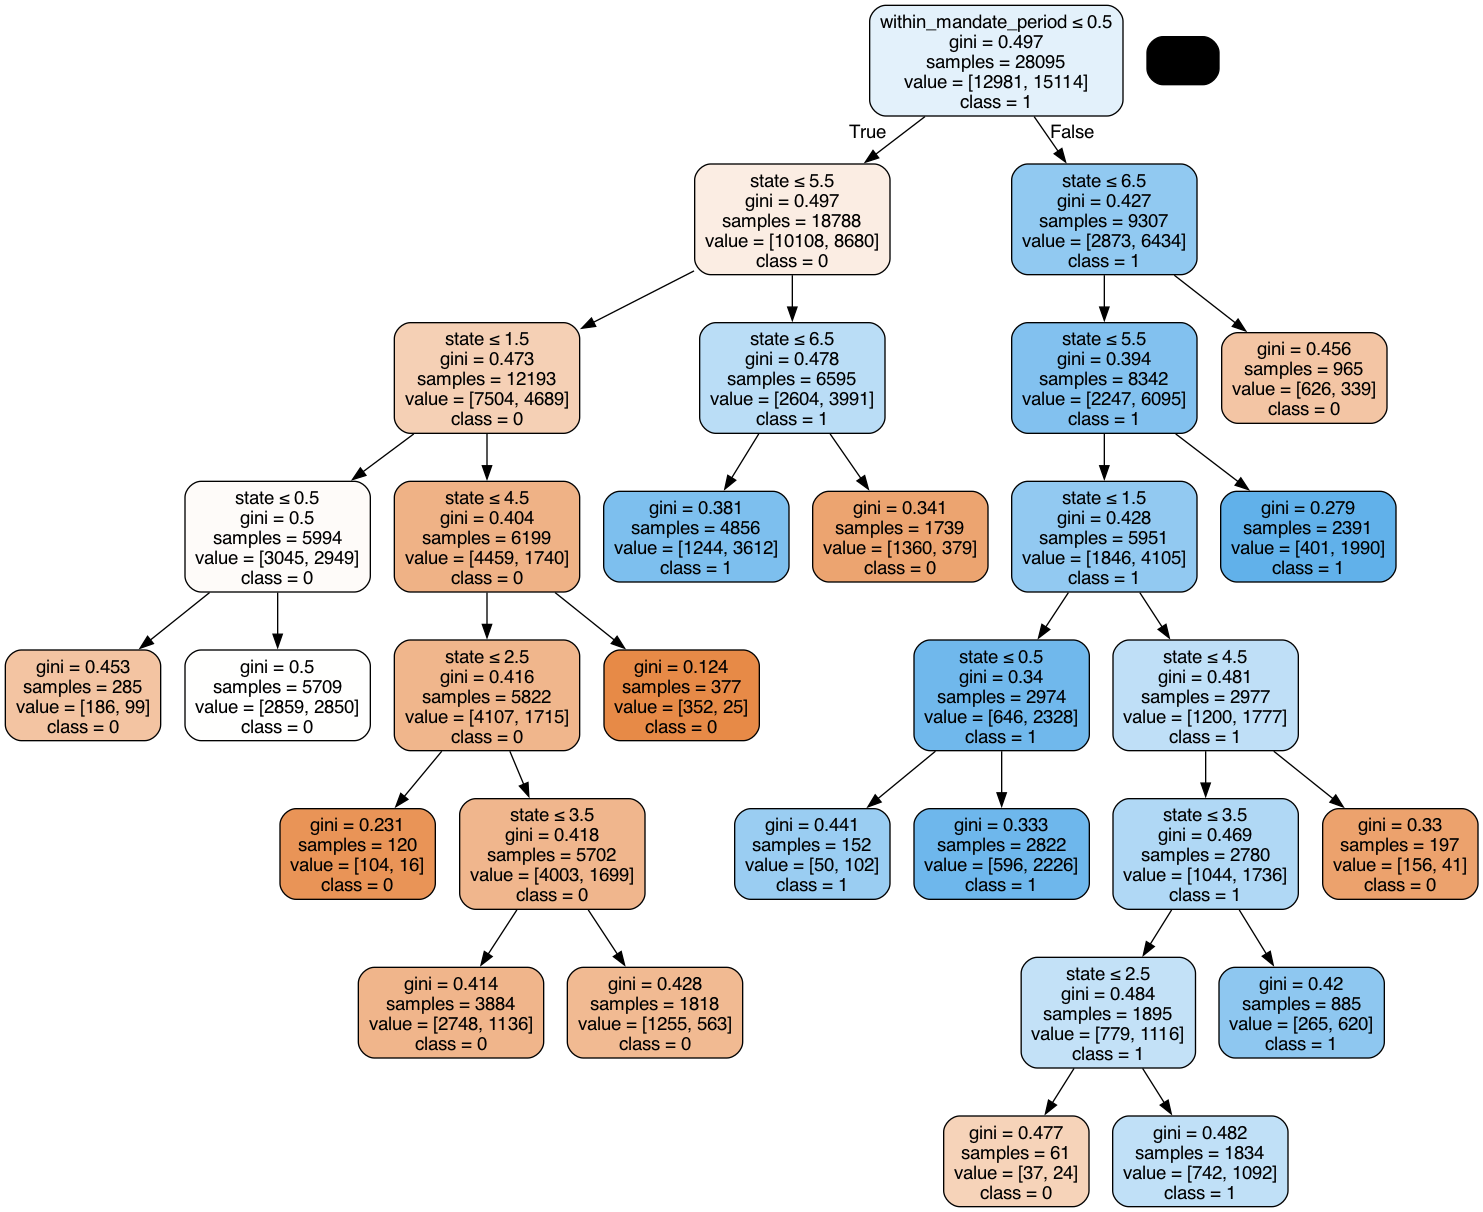 within_mandate_period ≤ 0.5
gini = 0.497
samples = 28095
value = [12981, 15114]
class = 1
True
False
state ≤ 5.5
gini = 0.497
samples = 18788
value = [10108, 8680]
class = 0
state ≤ 6.5
gini = 0.427
samples = 9307
value = [2873, 6434]
class = 1
state ≤ 1.5
gini = 0.473
samples = 12193
value = [7504, 4689]
class = 0
state ≤ 6.5
gini = 0.478
samples = 6595
value = [2604, 3991]
class = 1
state ≤ 5.5
gini = 0.394
samples = 8342
value = [2247, 6095]
class = 1
gini = 0.456
samples = 965
value = [626, 339]
class = 0
state ≤ 0.5
gini = 0.5
samples = 5994
value = [3045, 2949]
class = 0
state ≤ 4.5
gini = 0.404
samples = 6199
value = [4459, 1740]
class = 0
gini = 0.381
samples = 4856
value = [1244, 3612]
class = 1
gini = 0.341
samples = 1739
value = [1360, 379]
class = 0
state ≤ 1.5
gini = 0.428
samples = 5951
value = [1846, 4105]
class = 1
gini = 0.279
samples = 2391
value = [401, 1990]
class = 1
gini = 0.453
samples = 285
value = [186, 99]
class = 0
gini = 0.5
samples = 5709
value = [2859, 2850]
class = 0
state ≤ 2.5
gini = 0.416
samples = 5822
value = [4107, 1715]
class = 0
gini = 0.124
samples = 377
value = [352, 25]
class = 0
state ≤ 0.5
gini = 0.34
samples = 2974
value = [646, 2328]
class = 1
state ≤ 4.5
gini = 0.481
samples = 2977
value = [1200, 1777]
class = 1
gini = 0.231
samples = 120
value = [104, 16]
class = 0
state ≤ 3.5
gini = 0.418
samples = 5702
value = [4003, 1699]
class = 0
gini = 0.441
samples = 152
value = [50, 102]
class = 1
gini = 0.333
samples = 2822
value = [596, 2226]
class = 1
state ≤ 3.5
gini = 0.469
samples = 2780
value = [1044, 1736]
class = 1
gini = 0.33
samples = 197
value = [156, 41]
class = 0
gini = 0.414
samples = 3884
value = [2748, 1136]
class = 0
gini = 0.428
samples = 1818
value = [1255, 563]
class = 0
state ≤ 2.5
gini = 0.484
samples = 1895
value = [779, 1116]
class = 1
gini = 0.42
samples = 885
value = [265, 620]
class = 1
gini = 0.477
samples = 61
value = [37, 24]
class = 0
gini = 0.482
samples = 1834
value = [742, 1092]
class = 1